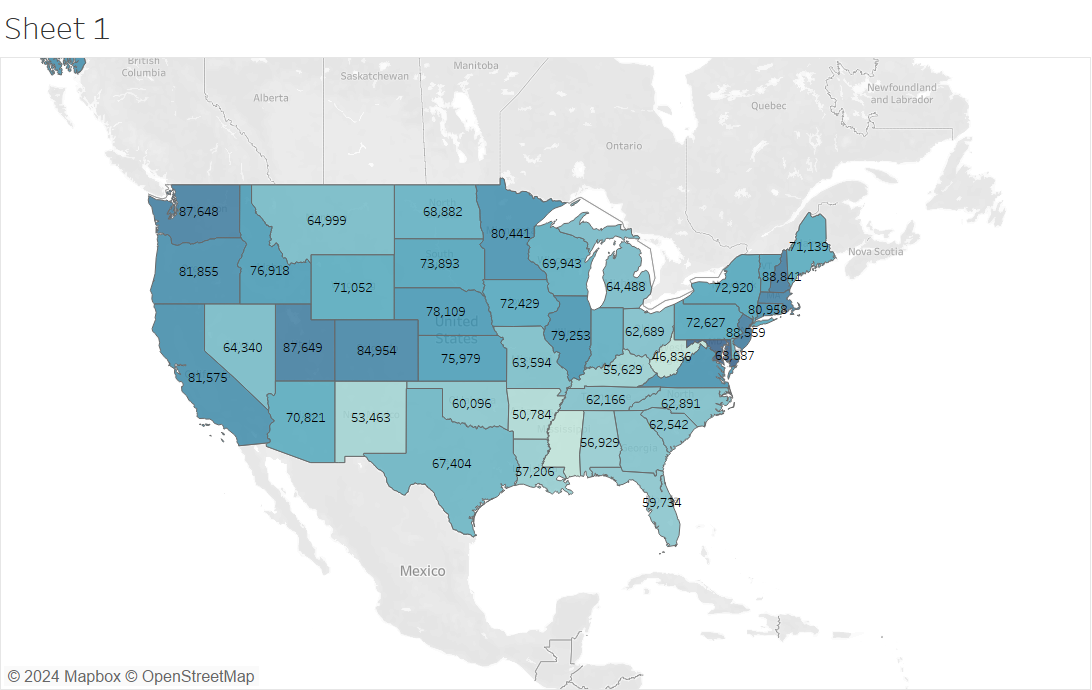 Sheet 1
British
Columbia
Manitoba
Saskatchewan
Alberta
Newfoundland
and Labrador
Quebec
Ontario
87,648
64,999
68,882
80,441
71,139
Nova Scotia
81,855
76,918
73,893
69,943
88,841
71,052
64,488
72,920
78,109
72,429
80,958
United
States
79,253
62,689
72,627
88,559
64,340
87,649
84,954
75,979
63,594
46,836
55,629
81,575
70,821
53,463
60,096
50,784
62,166
62,891
62,542
56,929
Georgia
67,404
57,206
59,734
Mexico
© 2024 Mapbox © OpenStreetMap